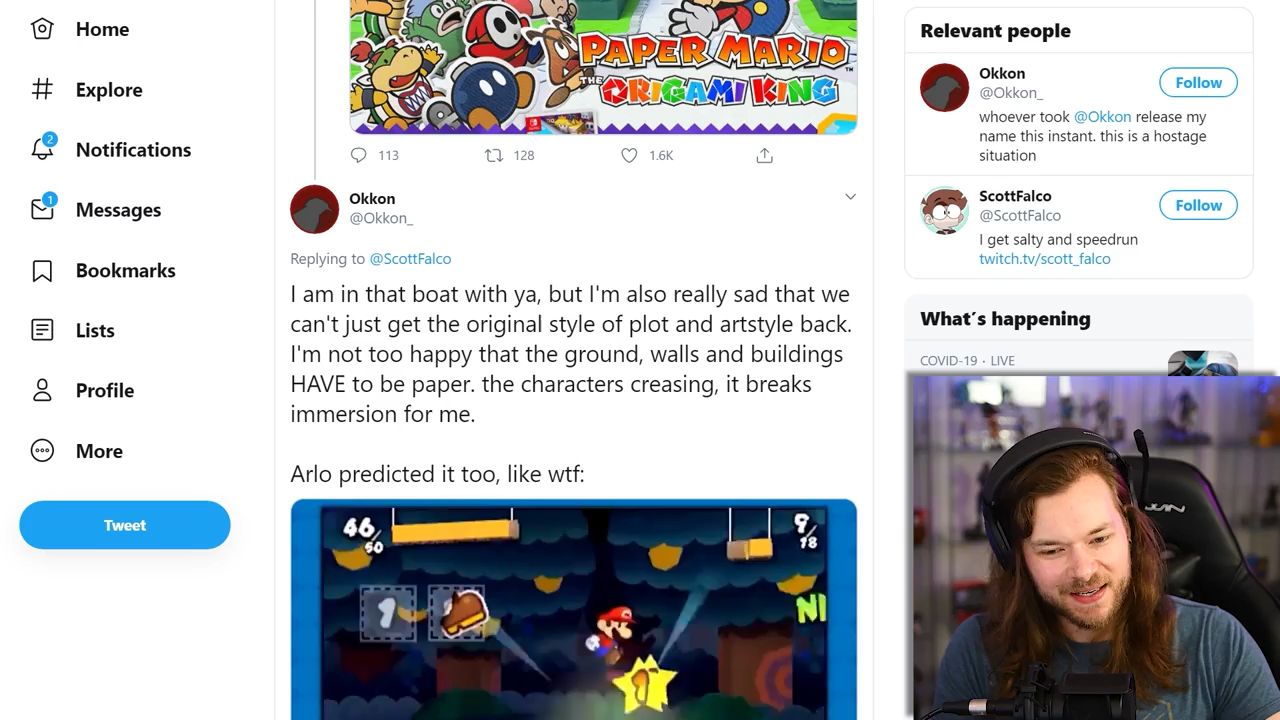 Home
Explore
2
Notifications
1
Messages
Bookmarks
Lists
Profile
More
Tweet
PAPER MARIO
THE ORIGAMI KING
113
128
1.6K
Okkon
@Okkon_
Replying to @ScottFalco
I am in that boat with ya, but I'm also really sad that we
can't just get the original style of plot and artstyle back.
I'm not too happy that the ground, walls and buildings
HAVE to be paper. the characters creasing, it breaks
immersion for me.
Arlo predicted it too, like wtf:
46/50
9/18
1
NI
Relevant people
Okkon
@Okkon_
Follow
whoever took @Okkon release my
name this instant. this is a hostage
situation
ScottFalco
@ScottFalco
Follow
I get salty and speedrun
twitch.tv/scott_falco
What´s happening
COVID-19 · LIVE